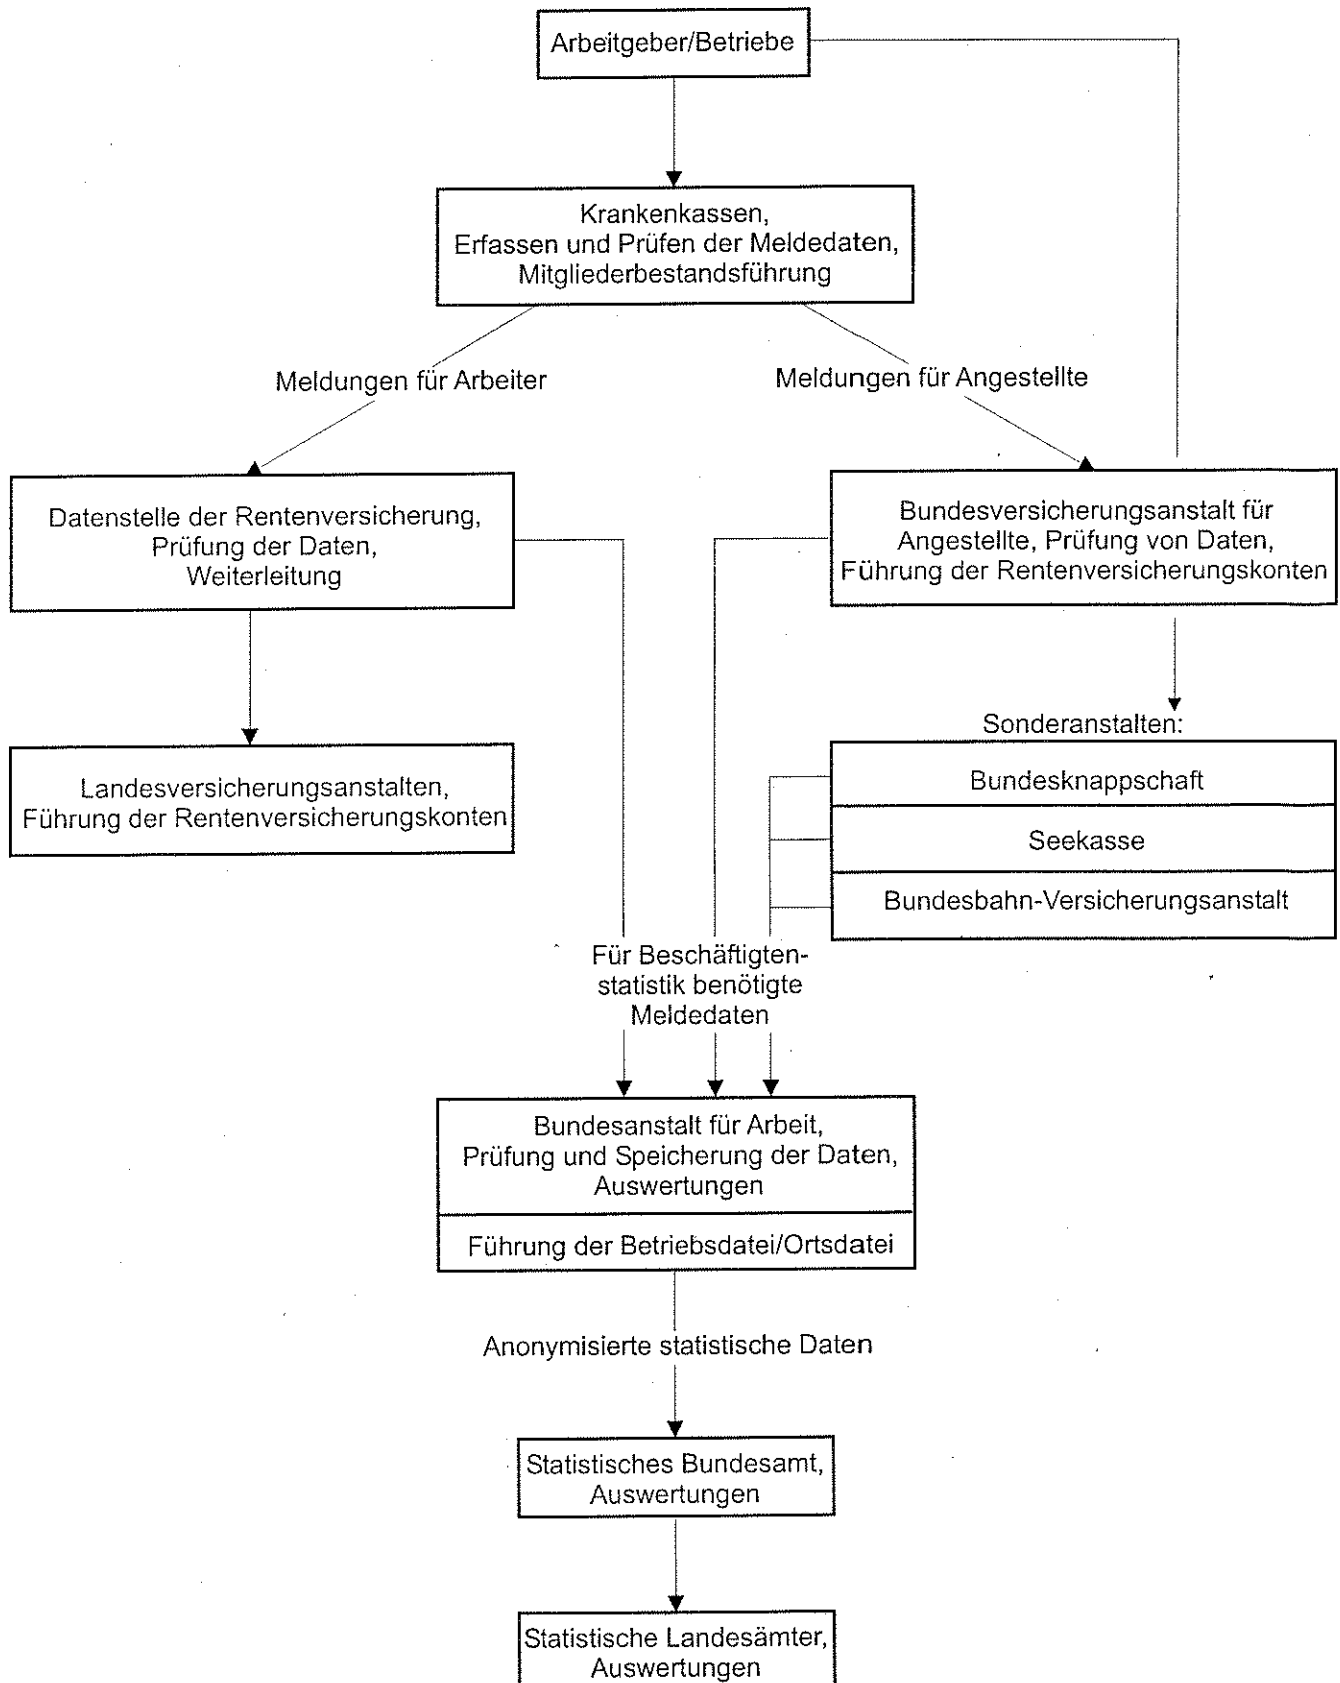 Arbeitgeber/Betriebe
Krankenkassen,
Erfassen und Prüfen der Meldedaten,
Mitgliederbestandsführung
Meldungen für Arbeiter
Meldungen für Angestellte
Datenstelle der Rentenversicherung,
Prüfung der Daten,
Weiterleitung
Bundesversicherungsanstalt für
Angestellte, Prüfung von Daten,
Führung der Rentenversicherungskonten
Landesversicherungsanstalten,
Führung der Rentenversicherungskonten
Sonderanstalten:
Bundesknappschaft
Seekasse
Bundesbahn-Versicherungsanstalt
Für Beschäftigten-
statistik benötigte
Meldedaten
Bundesanstalt für Arbeit,
Prüfung und Speicherung der Daten,
Auswertungen
Führung der Betriebsdatei/Ortsdatei
Anonymisierte statistische Daten
Statistisches Bundesamt,
Auswertungen
Statistische Landesämter,
Auswertungen